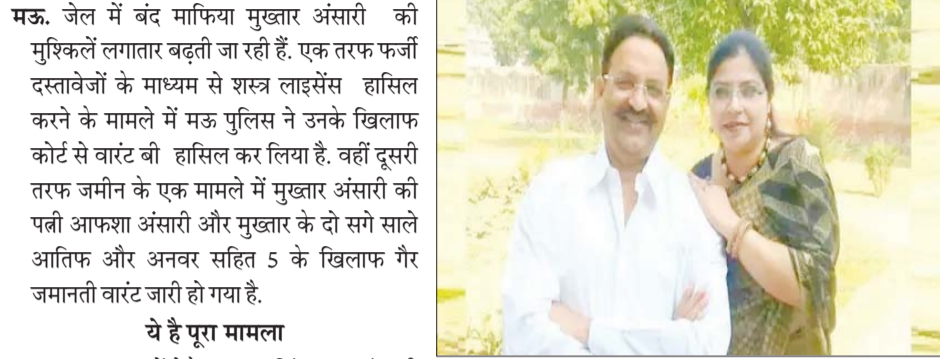 मऊ. जेल में बंद माफिया मुख्तार अंसारी की
मुश्किलें लगातार बढ़ती जा रही हैं. एक तरफ फर्जी
दस्तावेजों के माध्यम से शस्त्र लाइसेंस हासिल
करने के मामले में मऊ पुलिस ने उनके खिलाफ
कोर्ट से वारंट बी हासिल कर लिया है. वहीं दूसरी
तरफ जमीन के एक मामले में मुख्तार अंसारी की
पत्नी आफशा अंसारी और मुख्तार के दो सगे साले
आतिफ और अनवर सहित 5 के खिलाफ गैर
जमानती वारंट जारी हो गया है.
ये है पूरा मामला